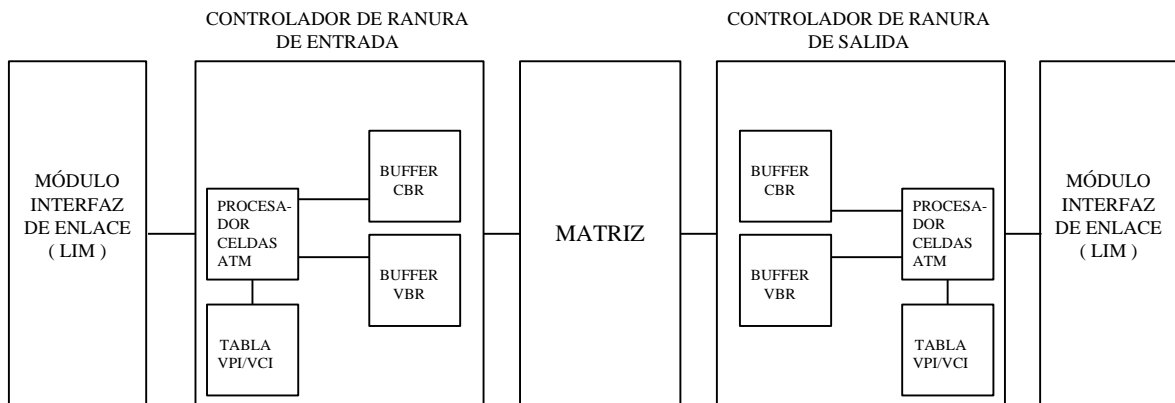 CONTROLADOR DE RANURA
DE ENTRADA
CONTROLADOR DE RANURA
DE SALIDA
MÓDULO
INTERFAZ
DE ENLACE
( LIM )
PROCESA-
DOR
CELDAS
ATM
BUFFER
CBR
BUFFER
VBR
TABLA
VPI/VCI
MATRIZ
BUFFER
CBR
BUFFER
VBR
PROCESA-
DOR
CELDAS
ATM
TABLA
VPI/VCI
MÓDULO
INTERFAZ
DE ENLACE
( LIM )